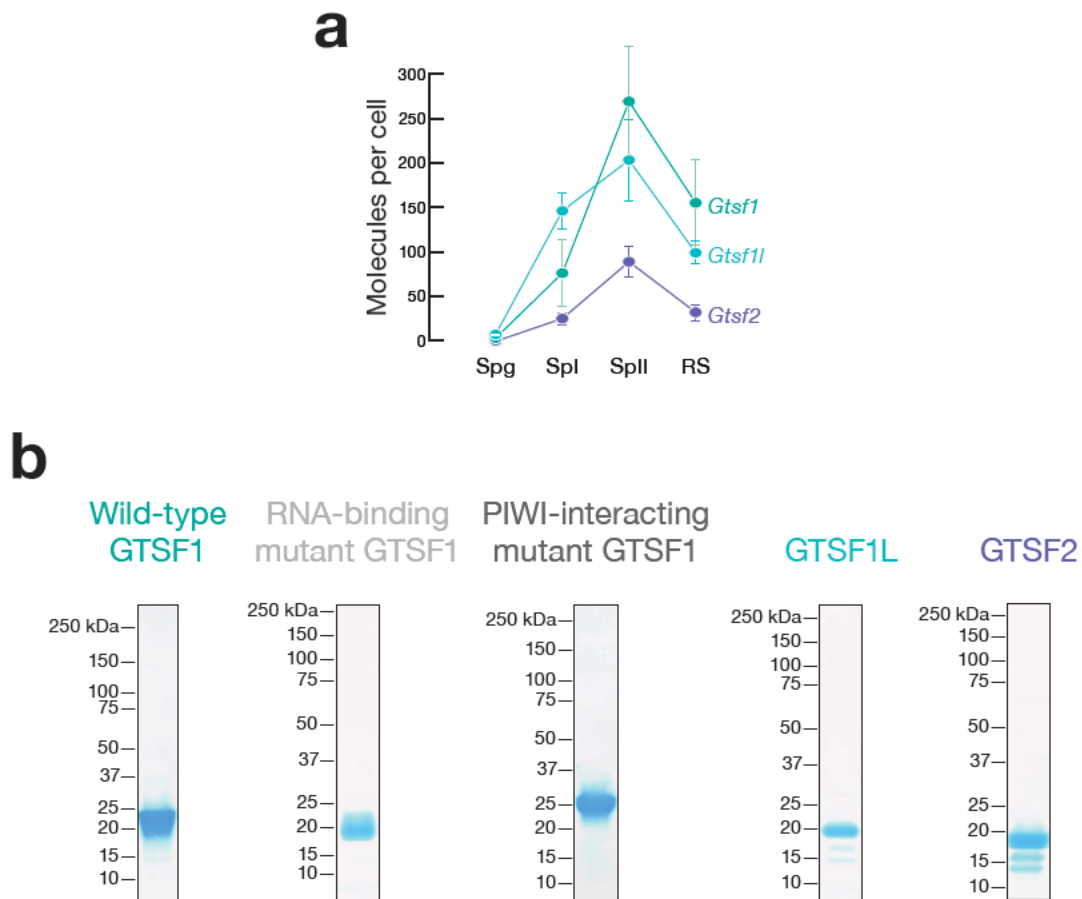 a
300
250
200
150
100
50
0
Molecules per cell
Gtsf1
Gtsf1l
Gtsf2
Spg SpI SpII RS
b
Wild-type
GTSF1
250 kDa
150
100
75
50
37
25
20
15
10
RNA-binding
mutant GTSF1
250 kDa
150
100
75
50
37
25
20
15
10
PIWI-interacting
mutant GTSF1
250 kDa
150
100
75
50
37
25
20
15
10
GTSF1L
250 kDa
150
100
75
50
37
25
20
15
10
GTSF2
250 kDa
150
100
75
50
37
25
20
15
10